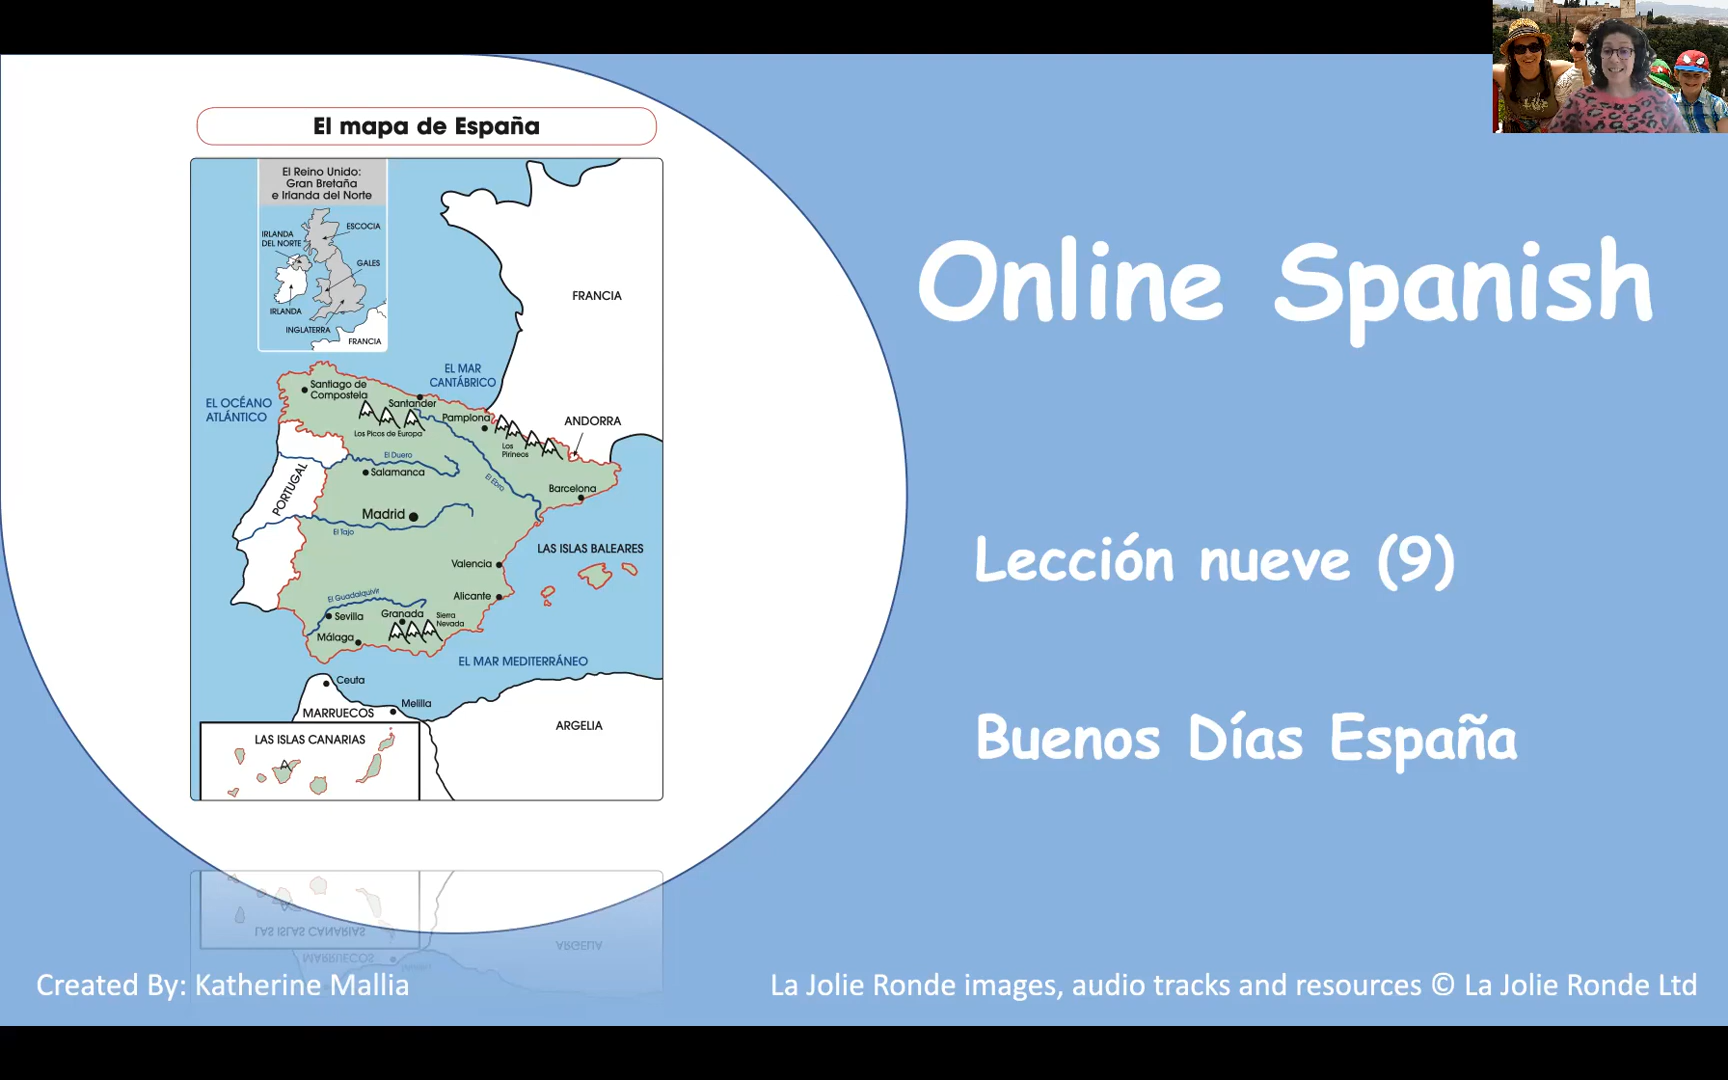 El mapa de España
El Reino Unido:
Gran Bretaña
e Irlanda del Norte
ESCOCIA
IRLANDA
DEL NORTE
GALES
IRLANDA
INGLATERRA
FRANCIA
FRANCIA
EL MAR
CANTÁBRICO
EL OCÉANO
ATLÁNTICO
Santiago de
Compostela
Santander
Pamplona
ANDORRA
Los Picos de Europa
Los
Pirineos
El Duero
Salamanca
El Ebro
PORTUGAL
Barcelona
Madrid
El Tajo
LAS ISLAS BALEARES
Valencia
Alicante
El Guadalquivir
Sevilla
Granada
Sierra
Nevada
Málaga
EL MAR MEDITERRÁNEO
Ceuta
Melilla
MARRUECOS
ARGELIA
LAS ISLAS CANARIAS
Online Spanish
Lección nueve (9)
Buenos Días España
Created By: Katherine Mallia
La Jolie Ronde images, audio tracks and resources © La Jolie Ronde Ltd